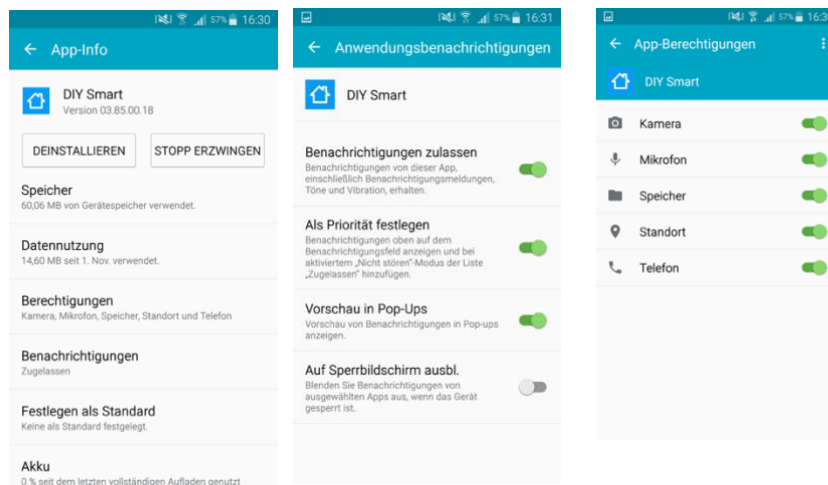 57% 16:30
App-Info
DIY Smart
Version 03.85.00.18
DEINSTALLIEREN STOPP ERZWINGEN
Speicher
60,06 MB von Gerätespeicher verwendet.
Datennutzung
14,60 MB seit 1. Nov. verwendet.
Berechtigungen
Kamera, Mikrofon, Speicher, Standort und Telefon
Benachrichtigungen
Zugelassen
Festlegen als Standard
Keine als Standard festgelegt.
Akku
0 % seit dem letzten vollständigen Aufladen genutzt
57% 16:31
Anwendungsbenachrichtigungen
DIY Smart
Benachrichtigungen zulassen
Benachrichtigungen von dieser App,
einschließlich Benachrichtigungsmeldungen,
Töne und Vibration, erhalten.
Als Priorität festlegen
Benachrichtigungen oben auf dem
Benachrichtigungsfeld anzeigen und bei
aktiviertem „Nicht stören“-Modus der Liste
„Zugelassen“ hinzufügen.
Vorschau in Pop-Ups
Vorschau von Benachrichtigungen in Pop-ups
anzeigen.
Auf Sperrbildschirm ausbl.
Blenden Sie Benachrichtigungen von
ausgewählten Apps aus, wenn das Gerät
gesperrt ist.
57%
App-Berechtigungen
DIY Smart
Kamera
Mikrofon
Speicher
Standort
Telefon